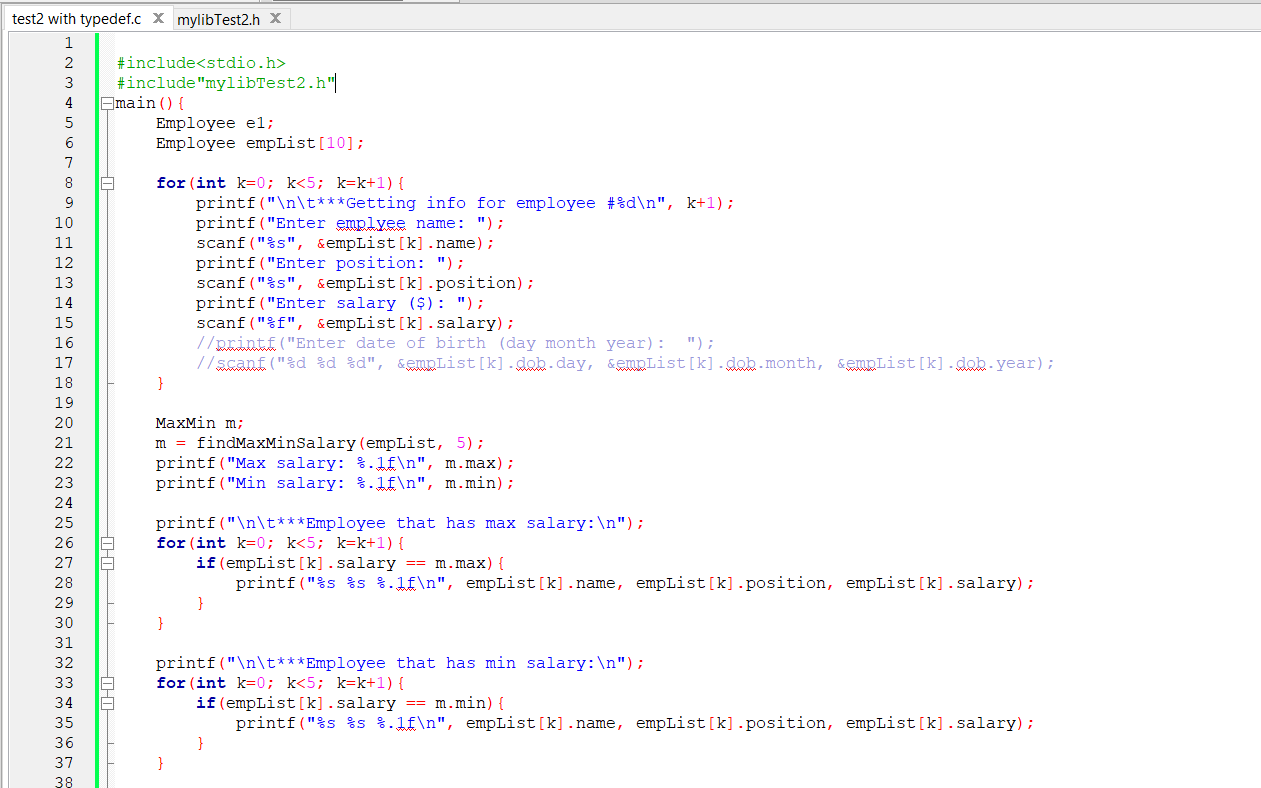 test2 with typedef.c X mylibTest2.h X
1
2 #include<stdio.h>
3 #include"mylibTest2.h"
4 main(){
5 Employee e1;
6 Employee empList[10];
7
8 for(int k=0; k<5; k=k+1){
9 printf("\n\t***Getting info for employee #%d\n", k+1);
10 printf("Enter emplyee name: ");
11 scanf("%s", &empList[k].name);
12 printf("Enter position: ");
13 scanf("%s", &empList[k].position);
14 printf("Enter salary ($): ");
15 scanf("%f", &empList[k].salary);
16 //printf("Enter date of birth (day month year):  ");
17 //scanf("%d %d %d", &empList[k].dob.day, &empList[k].dob.month, &empList[k].dob.year);
18 }
19
20 MaxMin m;
21 m = findMaxMinSalary(empList, 5);
22 printf("Max salary: %.1f\n", m.max);
23 printf("Min salary: %.1f\n", m.min);
24
25 printf("\n\t***Employee that has max salary:\n");
26 for(int k=0; k<5; k=k+1){
27 if(empList[k].salary == m.max){
28 printf("%s %s %.1f\n", empList[k].name, empList[k].position, empList[k].salary);
29 }
30 }
31
32 printf("\n\t***Employee that has min salary:\n");
33 for(int k=0; k<5; k=k+1){
34 if(empList[k].salary == m.min){
35 printf("%s %s %.1f\n", empList[k].name, empList[k].position, empList[k].salary);
36 }
37 }
38